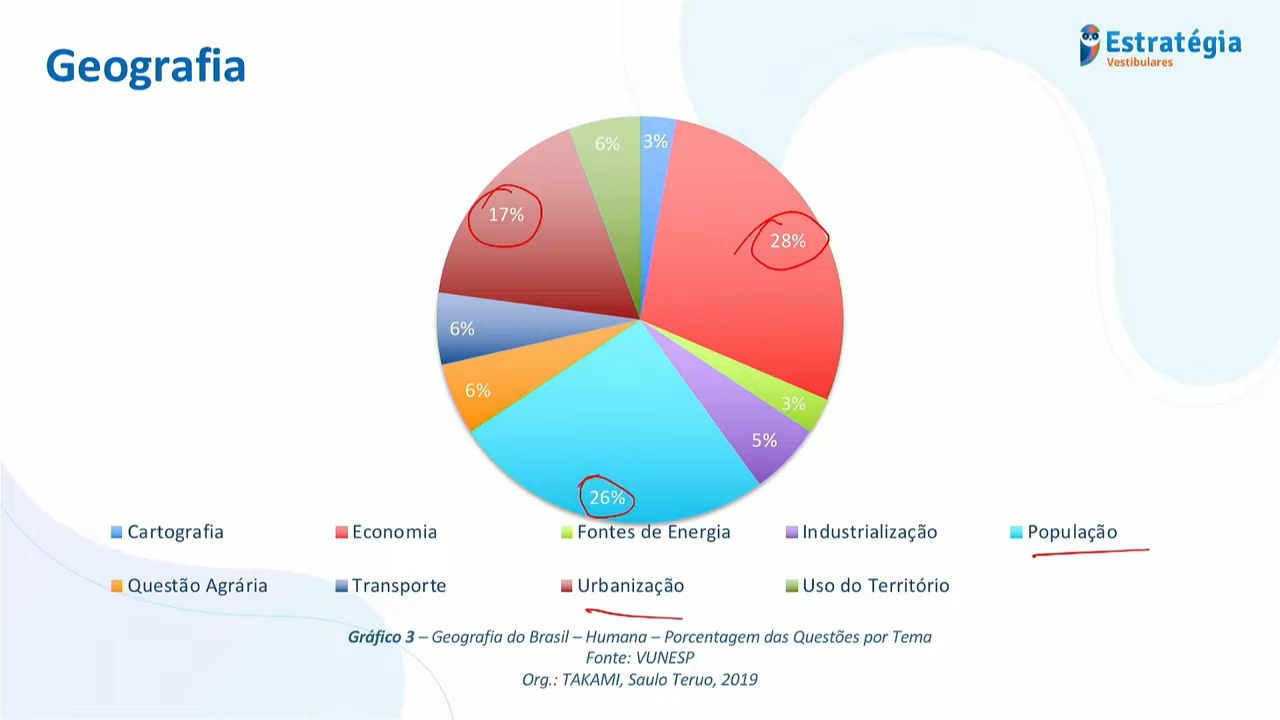 Geografia
Estratégia
Vestibulares
6%
3%
17%
28%
6%
6%
3%
5%
26%
Cartografia
Economia
Fontes de Energia
Industrialização
População
Questão Agrária
Transporte
Urbanização
Uso do Território
Gráfico 3 – Geografia do Brasil – Humana – Porcentagem das Questões por Tema
Fonte: VUNESP
Org.: TAKAMI, Saulo Teruo, 2019